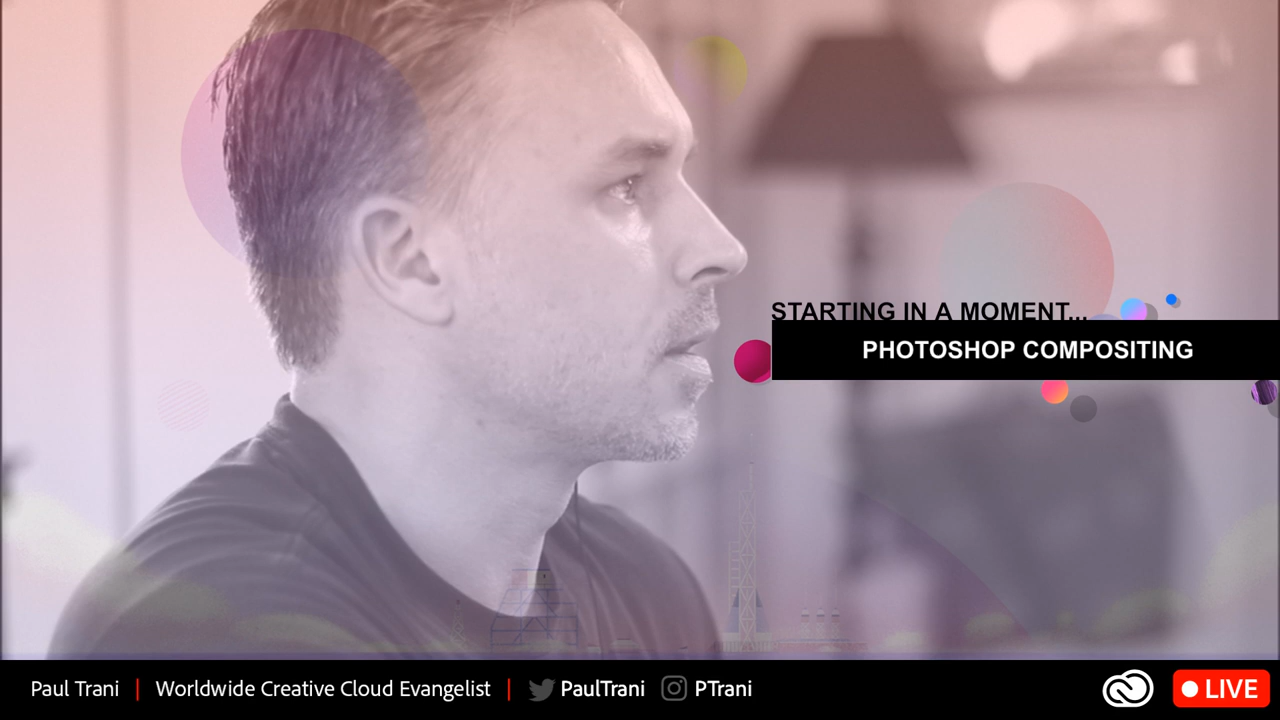 STARTING IN A MOMENT...
PHOTOSHOP COMPOSITING
Paul Trani | Worldwide Creative Cloud Evangelist | PaulTrani PTrani LIVE